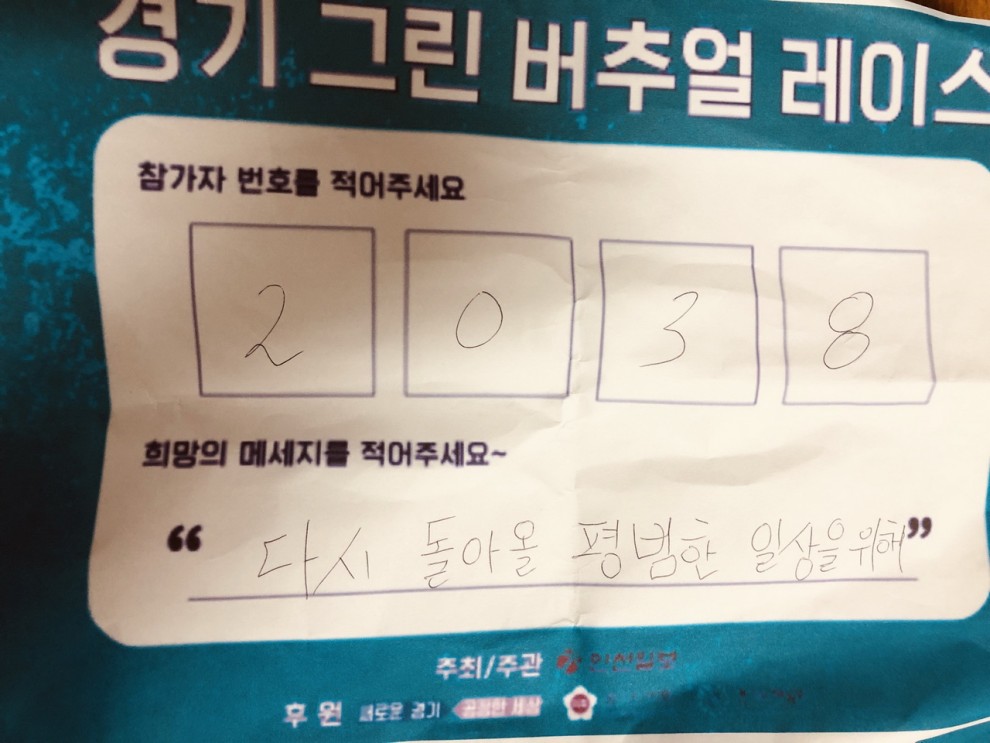 경기 그린 버추얼 레이스
참가자 번호를 적어주세요
2 0 3 8
희망의 메세지를 적어주세요~
“ 다시 돌아올 평범한 일상을 위해 ”
주최/주관
후원 새로운 경기 공정한 세상